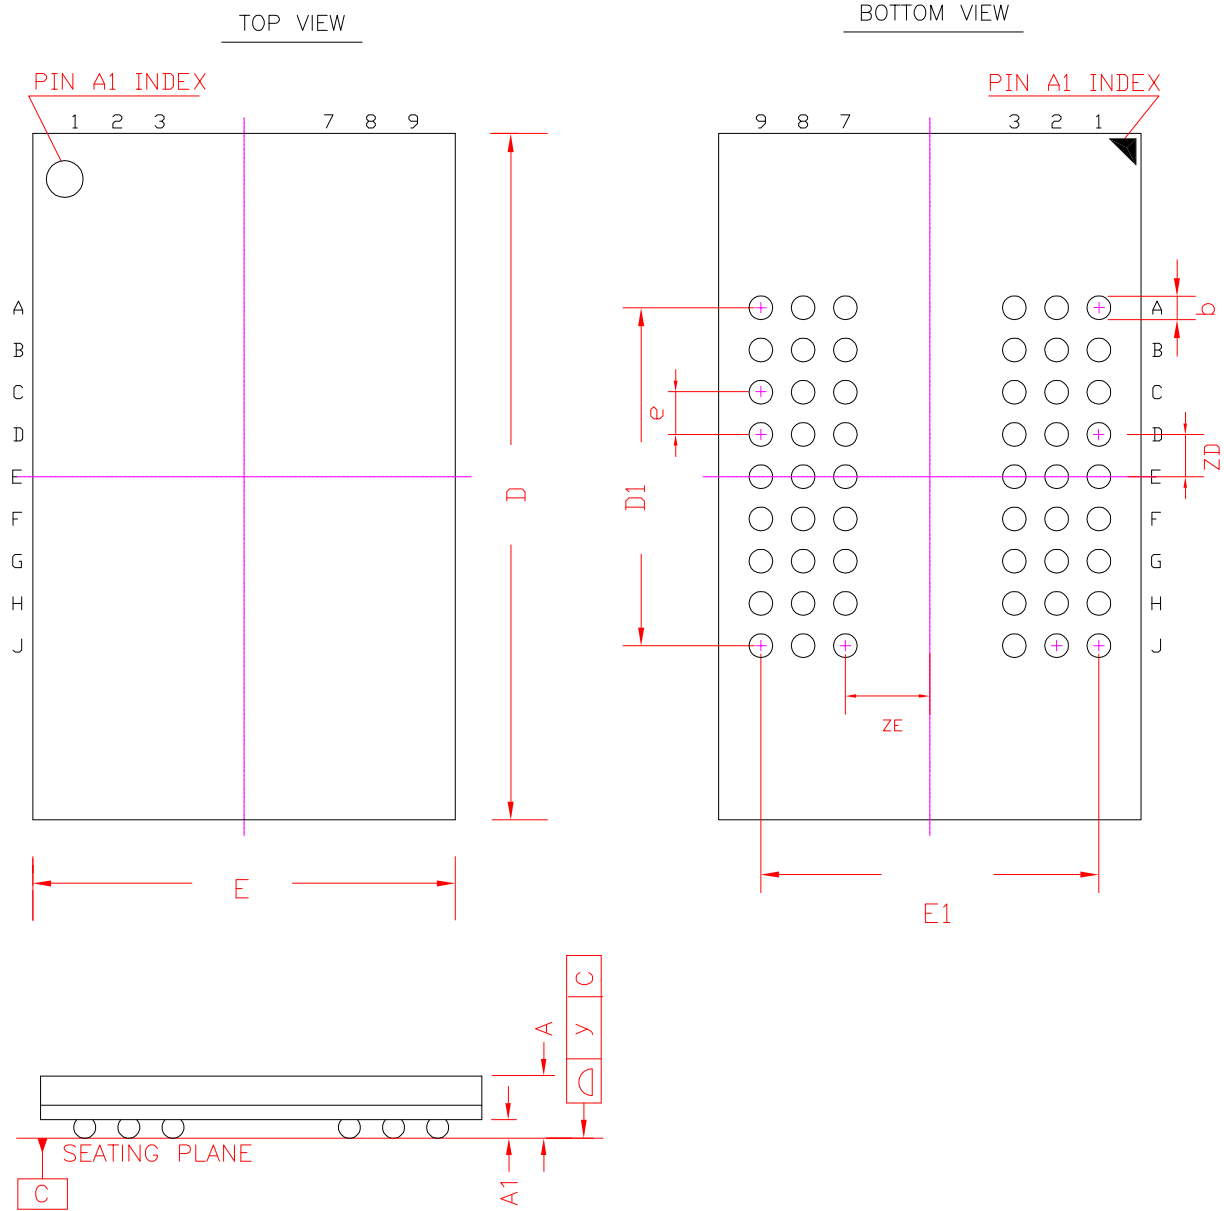 TOP VIEW
BOTTOM VIEW
PIN A1 INDEX
PIN A1 INDEX
1 2 3 7 8 9
9 8 7 3 2 1
A
B
C
D
E
F
G
H
J
D
E
D1
e
A
B
C
D
E
F
G
H
J
b
ZD
ZE
E1
C
y
A
SEATING PLANE
C
A1